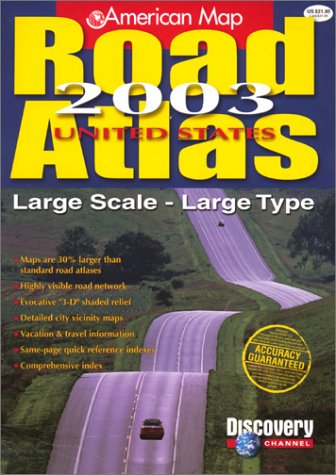 American Map
US $21.95
Road
2003
UNITED STATES
Atlas
Large Scale - Large Type
Maps are 30% larger than
standard road atlases
Highly visible road network
Evocative "3-D" shaded relief
Detailed city vicinity maps
Vacation & travel information
Same-page quick reference indexes
Comprehensive index
ACCURACY
GUARANTEED
Discovery
CHANNEL